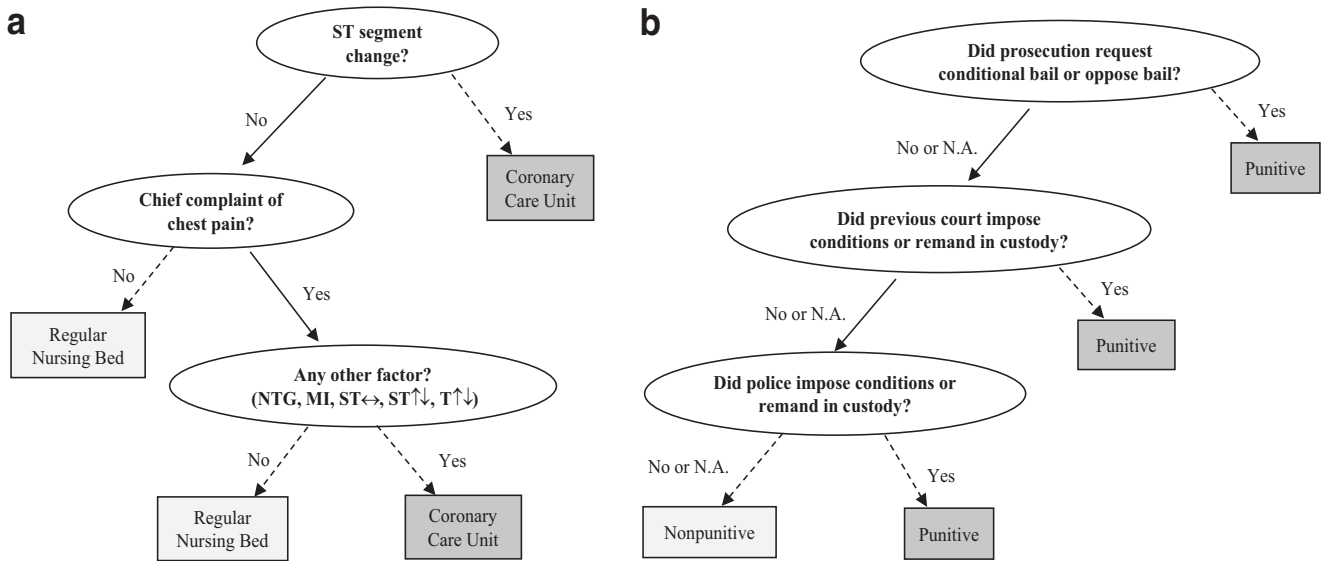 a
ST segment
change?
No
Yes
Coronary
Care Unit
Chief complaint of
chest pain?
No
Yes
Regular
Nursing Bed
Any other factor?
(NTG, MI, ST↔, ST↑↓, T↑↓)
No
Yes
Regular
Nursing Bed
Coronary
Care Unit
b
Did prosecution request
conditional bail or oppose bail?
No or N.A.
Yes
Punitive
Did previous court impose
conditions or remand in custody?
No or N.A.
Yes
Punitive
Did police impose conditions or
remand in custody?
No or N.A.
Yes
Nonpunitive
Punitive